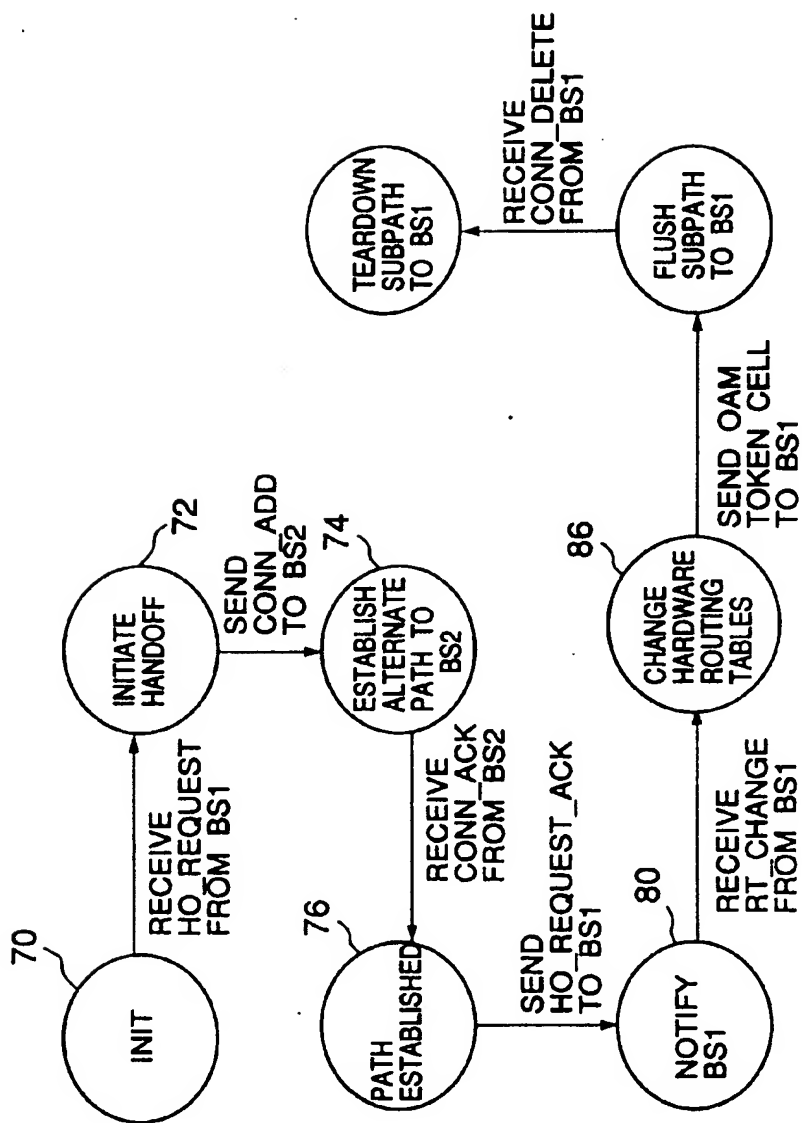 70
INIT
RECEIVE
HO_REQUEST
FROM BS1
72
INITIATE
HANDOFF
SEND
CONN_ADD
TO BS2
74
ESTABLISH
ALTERNATE
PATH TO
BS2
RECEIVE
CONN_ACK
FROM BS2
76
PATH
ESTABLISHED
SEND
HO_REQUEST_ACK
TO BS1
80
NOTIFY
BS1
RECEIVE
RT_CHANGE
FROM BS1
86
CHANGE
HARDWARE
ROUTING
TABLES
SEND OAM
TOKEN CELL
TO BS1
FLUSH
SUBPATH
TO BS1
RECEIVE
CONN_DELETE
FROM BS1
TEARDOWN
SUBPATH
TO BS1